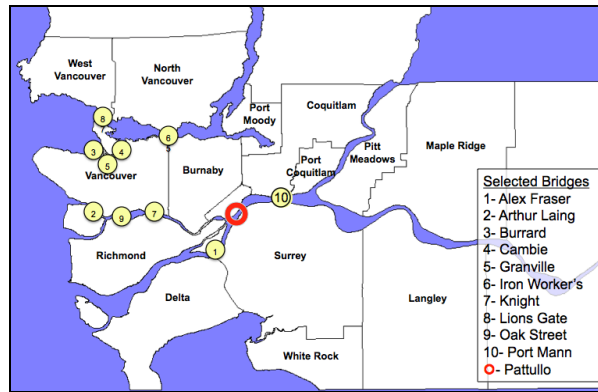 West
Vancouver
North
Vancouver
Port
Moody
Coquitlam
Pitt
Meadows
Maple Ridge
Port
Coquitlam
Burnaby
Vancouver
Richmond
Delta
Surrey
Langley
White Rock
8
6
5
3
4
5
2
9
7
10
1
Selected Bridges
1- Alex Fraser
2- Arthur Laing
3- Burrard
4- Cambie
5- Granville
6- Iron Worker's
7- Knight
8- Lions Gate
9- Oak Street
10- Port Mann
- Pattullo